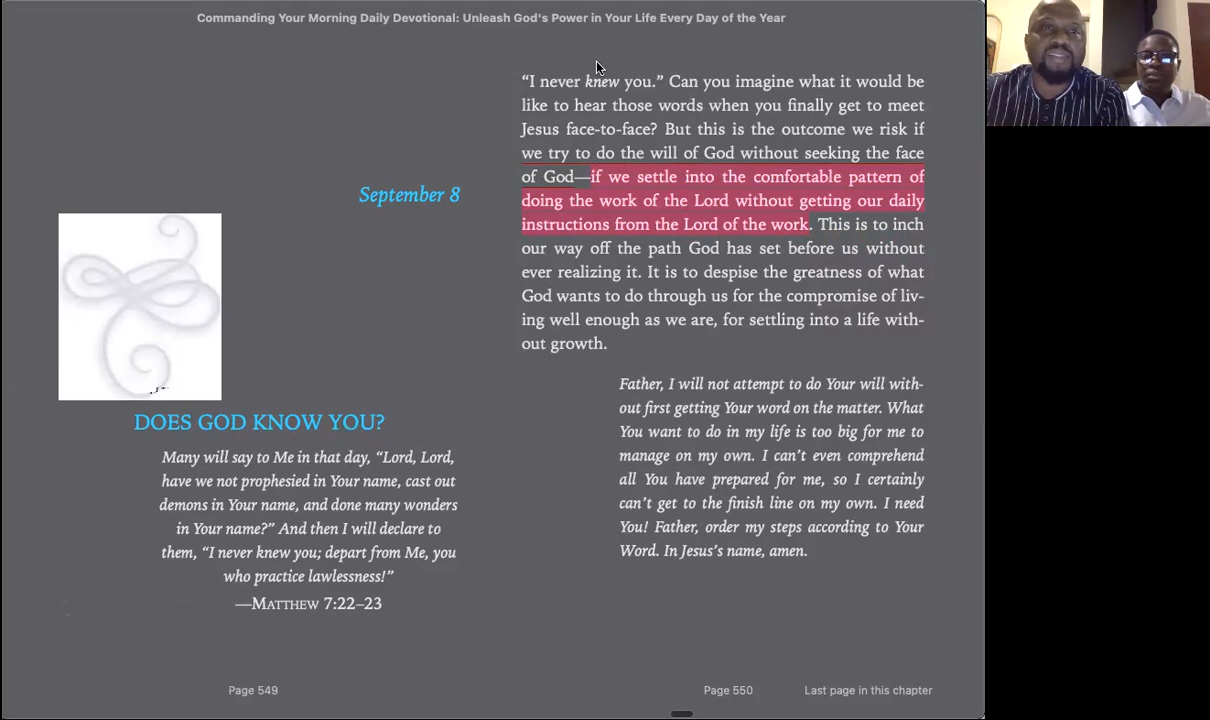 Commanding Your Morning Daily Devotional: Unleash God's Power in Your Life Every Day of the Year
September 8
DOES GOD KNOW YOU?
Many will say to Me in that day, “Lord, Lord,
have we not prophesied in Your name, cast out
demons in Your name, and done many wonders
in Your name?” And then I will declare to
them, “I never knew you; depart from Me, you
who practice lawlessness!”
—Matthew 7:22–23
Page 549
“I never knew you.” Can you imagine what it would be
like to hear those words when you finally get to meet
Jesus face-to-face? But this is the outcome we risk if
we try to do the will of God without seeking the face
of God—if we settle into the comfortable pattern of
doing the work of the Lord without getting our daily
instructions from the Lord of the work. This is to inch
our way off the path God has set before us without
ever realizing it. It is to despise the greatness of what
God wants to do through us for the compromise of liv-
ing well enough as we are, for settling into a life with-
out growth.
Father, I will not attempt to do Your will with-
out first getting Your word on the matter. What
You want to do in my life is too big for me to
manage on my own. I can’t even comprehend
all You have prepared for me, so I certainly
can’t get to the finish line on my own. I need
You! Father, order my steps according to Your
Word. In Jesus’s name, amen.
Page 550
Last page in this chapter